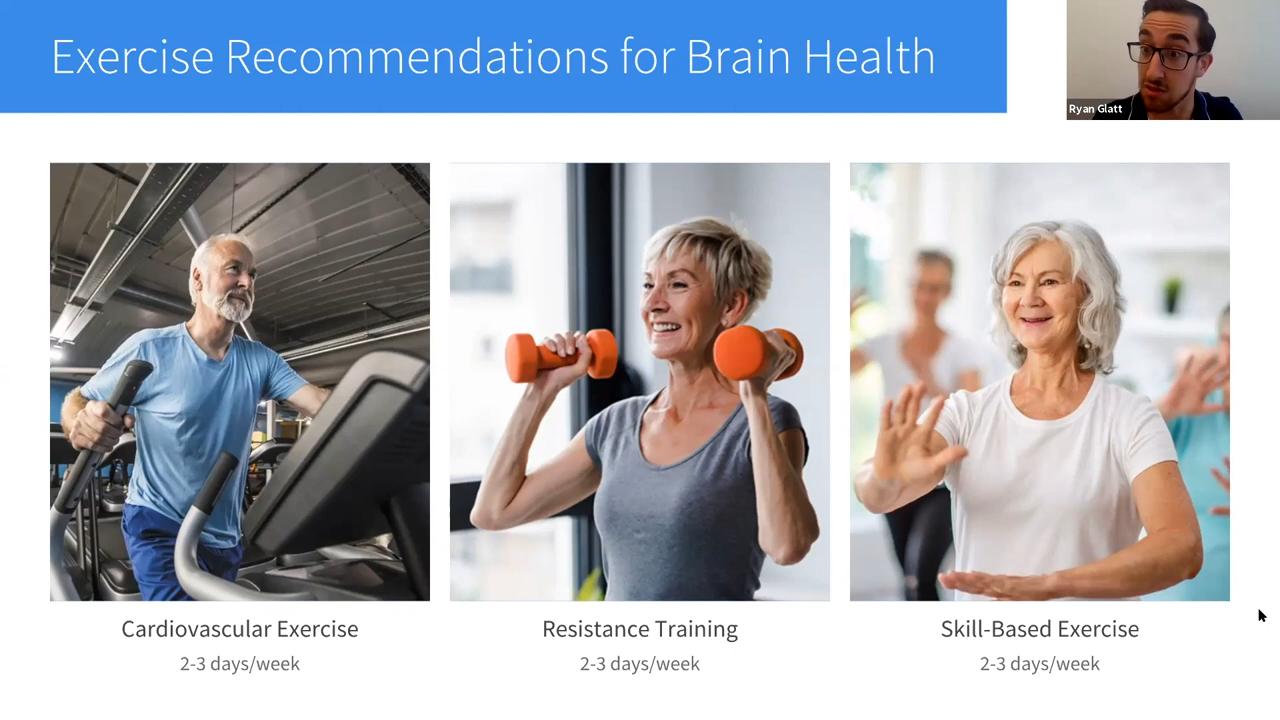 Exercise Recommendations for Brain Health
Ryan Glatt
Cardiovascular Exercise
2-3 days/week
Resistance Training
2-3 days/week
Skill-Based Exercise
2-3 days/week